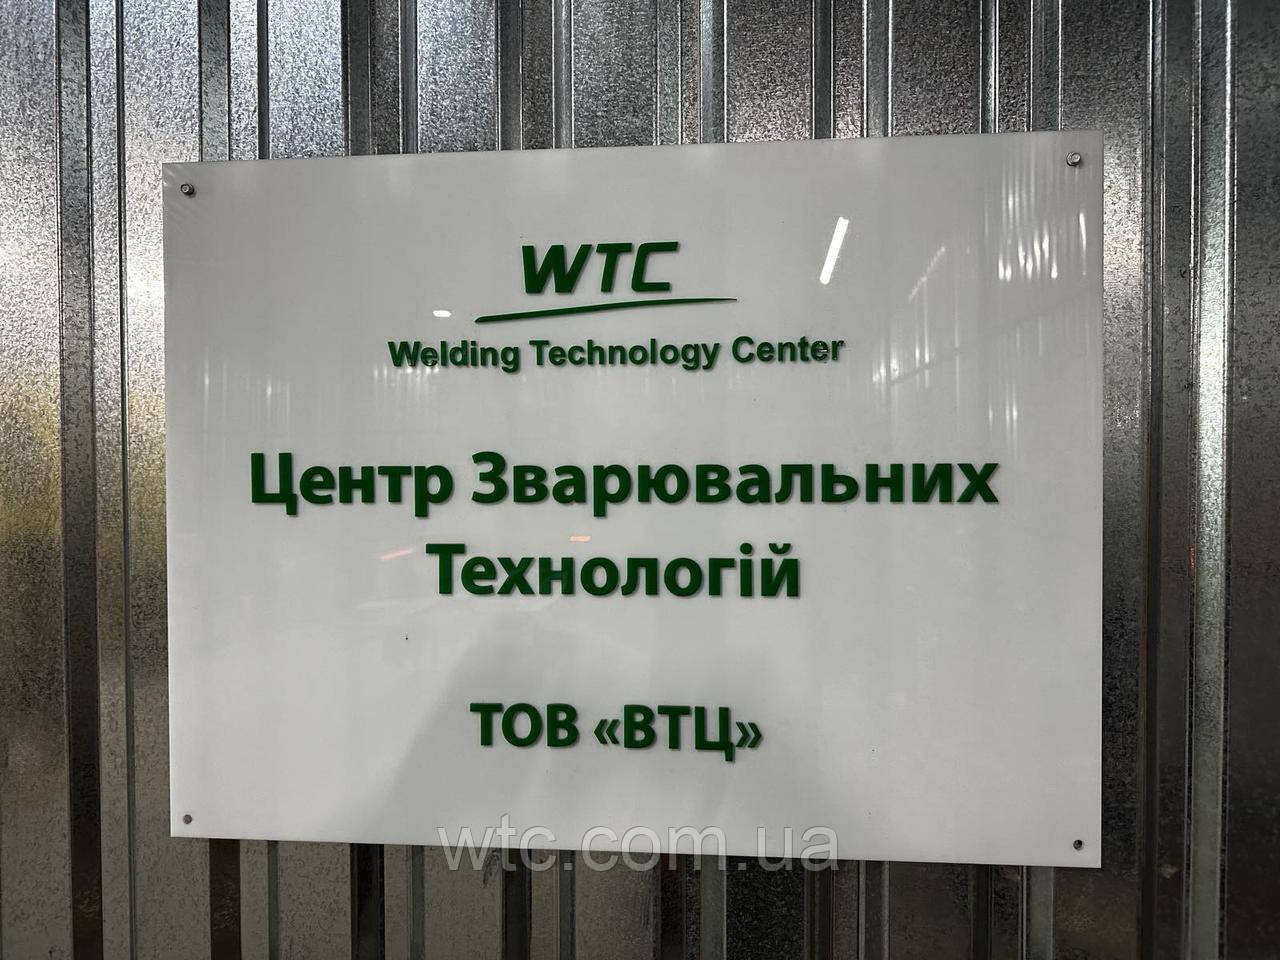 WTC
Welding Technology Center
Центр Зварювальних
Технологій
ТОВ «ВТЦ»
wtc.com.ua